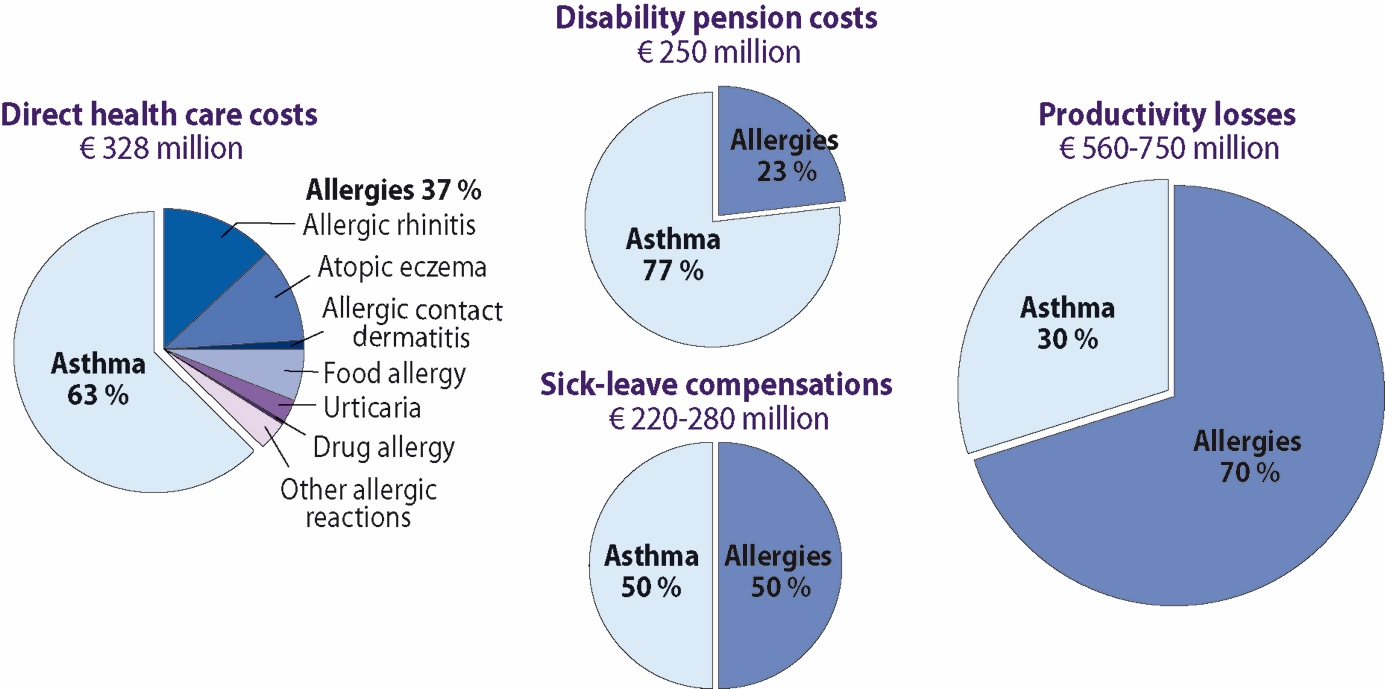 Direct health care costs
€ 328 million
Allergies 37 %
Allergic rhinitis
Atopic eczema
Allergic contact
dermatitis
Food allergy
Urticaria
Drug allergy
Other allergic
reactions
Asthma
63 %
Disability pension costs
€ 250 million
Allergies
23 %
Asthma
77 %
Sick-leave compensations
€ 220-280 million
Asthma
50 %
Allergies
50 %
Productivity losses
€ 560-750 million
Asthma
30 %
Allergies
70 %